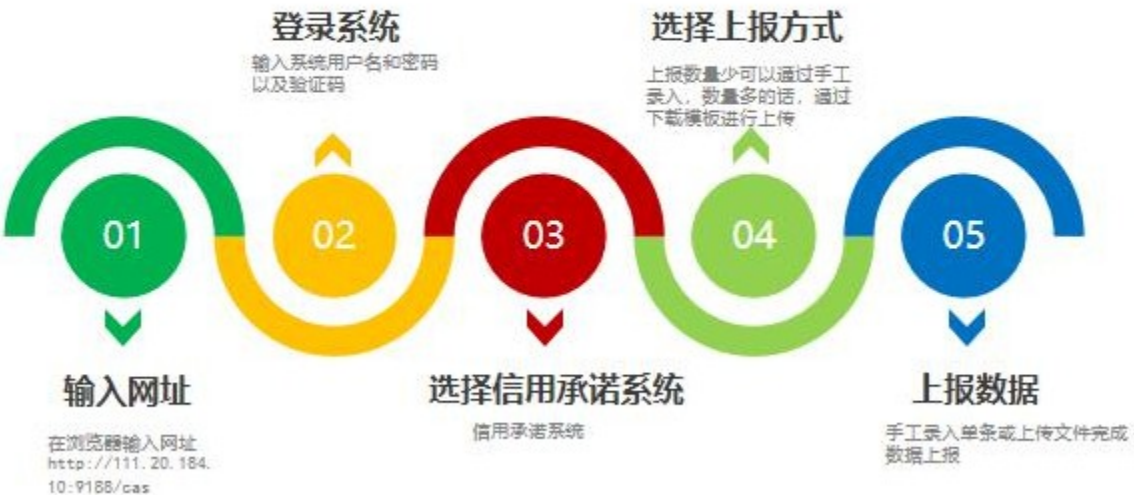 登录系统
输入系统用户名和密码
以及验证码
选择上报方式
上报数量少可以通过手工
录入，数量多的话，通过
下载模板进行上传
01
02
03
04
05
输入网址
在浏览器输入网址
http://111.20.184.
10:9188/cas
选择信用承诺系统
信用承诺系统
上报数据
手工录入单条或上传文件完成
数据上报